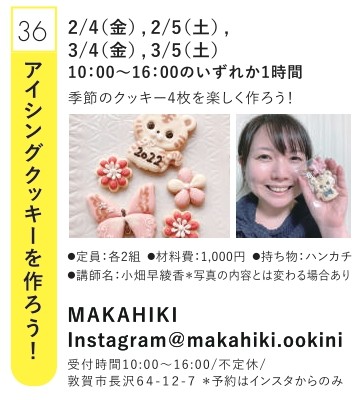 36
アイシングクッキーを作ろう！
2/4（金）, 2/5（土）,
3/4（金）, 3/5（土）
10：00〜16：00のいずれか1時間
季節のクッキー4枚を楽しく作ろう！
2022
●定員：各2組 ●材料費：1,000円 ●持ち物：ハンカチ
●講師名：小畑早綾香＊写真の内容とは変わる場合あり
MAKAHIKI
Instagram@makahiki.ookini
受付時間10:00〜16:00/不定休/
敦賀市長沢64-12-7 ＊予約はインスタからのみ